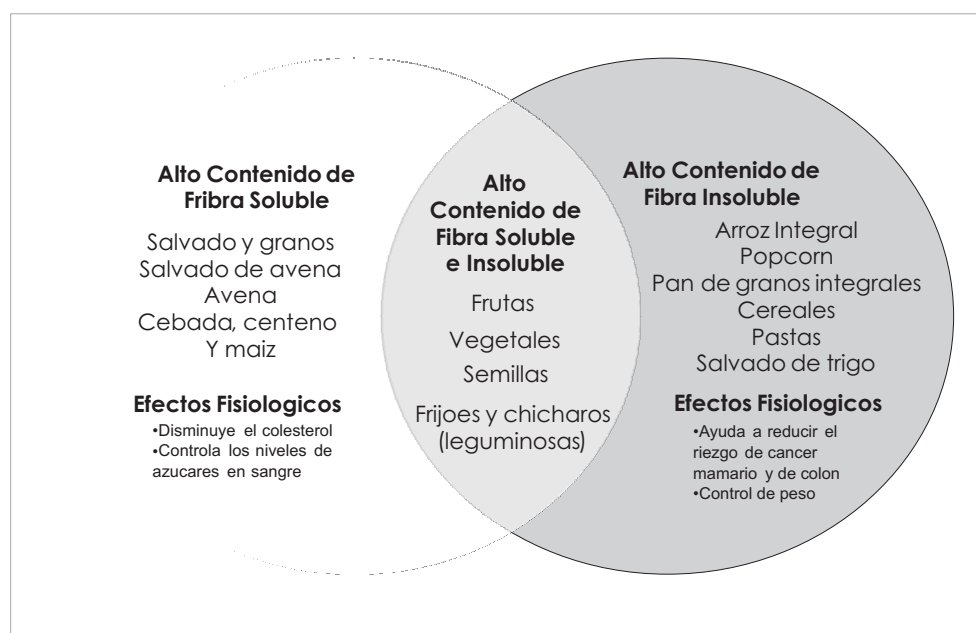 Alto Contenido de
Fribra Soluble
Salvado y granos
Salvado de avena
Avena
Cebada, centeno
Y maiz
Efectos Fisiologicos
•Disminuye el colesterol
•Controla los niveles de
azucares en sangre
Alto
Contenido de
Fibra Soluble
e Insoluble
Frutas
Vegetales
Semillas
Frijoes y chicharos
(leguminosas)
Alto Contenido de
Fibra Insoluble
Arroz Integral
Popcorn
Pan de granos integrales
Cereales
Pastas
Salvado de trigo
Efectos Fisiologicos
•Ayuda a reducir el
riezgo de cancer
mamario y de colon
•Control de peso